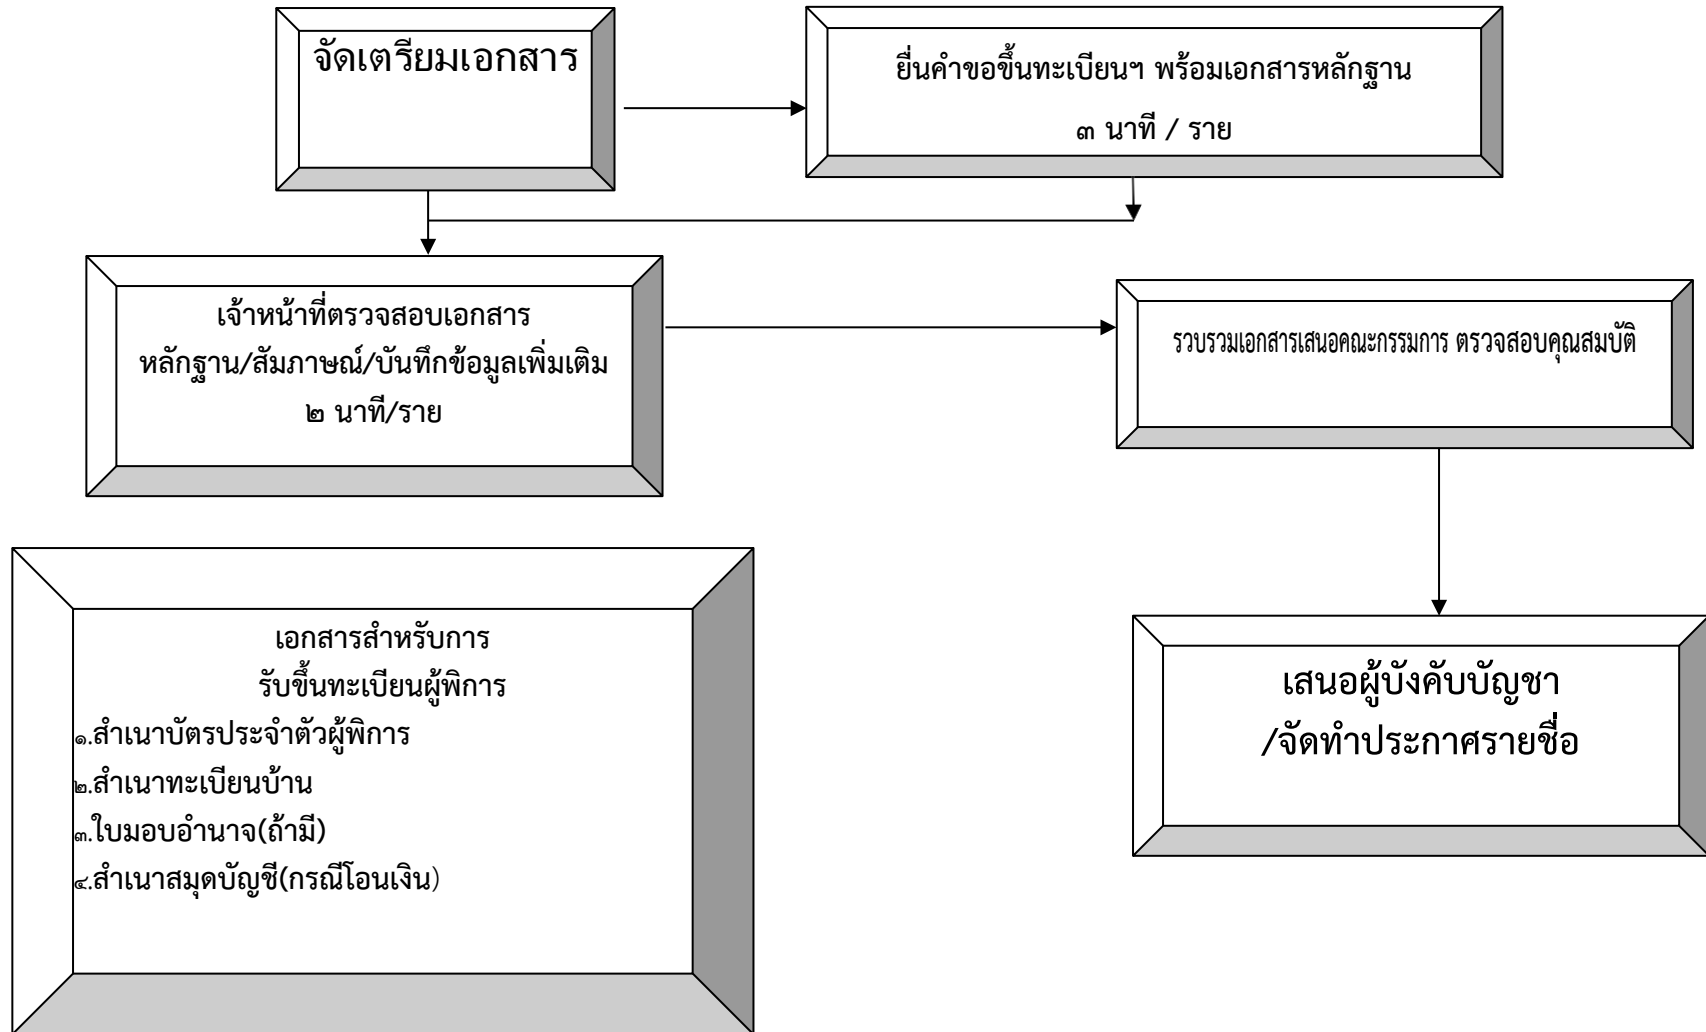 จัดเตรียมเอกสาร
ยื่นคำขอขึ้นทะเบียนฯ พร้อมเอกสารหลักฐาน
๓ นาที / ราย
เจ้าหน้าที่ตรวจสอบเอกสาร
หลักฐาน/สัมภาษณ์/บันทึกข้อมูลเพิ่มเติม
๒ นาที/ราย
รวบรวมเอกสารเสนอคณะกรรมการ ตรวจสอบคุณสมบัติ
เอกสารสำหรับการ
รับขึ้นทะเบียนผู้พิการ
๑.สำเนาบัตรประจำตัวผู้พิการ
๒.สำเนาทะเบียนบ้าน
๓.ใบมอบอำนาจ(ถ้ามี)
๔.สำเนาสมุดบัญชี(กรณีโอนเงิน)
เสนอผู้บังคับบัญชา
/จัดทำประกาศรายชื่อ